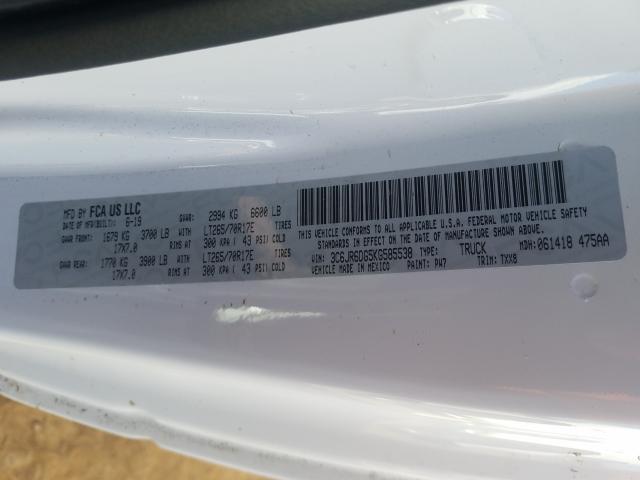 MFD BY FCA US LLC
DATE OF MFR/BUILT: 6-19 GVWR: 2994 KG 6600 LB
GAWR FRONT: 1679 KG 3700 LB WITH LT265/70R17E TIRES
17X7.0 RIMS AT 300 KPA ( 43 PSI) COLD
GAWR REAR: 1770 KG 3900 LB WITH LT265/70R17E TIRES
17X7.0 RIMS AT 300 KPA ( 43 PSI) COLD
THIS VEHICLE CONFORMS TO ALL APPLICABLE U.S.A. FEDERAL MOTOR VEHICLE SAFETY
STANDARDS IN EFFECT ON THE DATE OF MANUFACTURE SHOWN ABOVE.
VIN: 3C6JR6DG5KG585538 TYPE: TRUCK MDH: 061418 475AA
MADE IN MEXICO PAINT: PW7 TRIM: TXX8